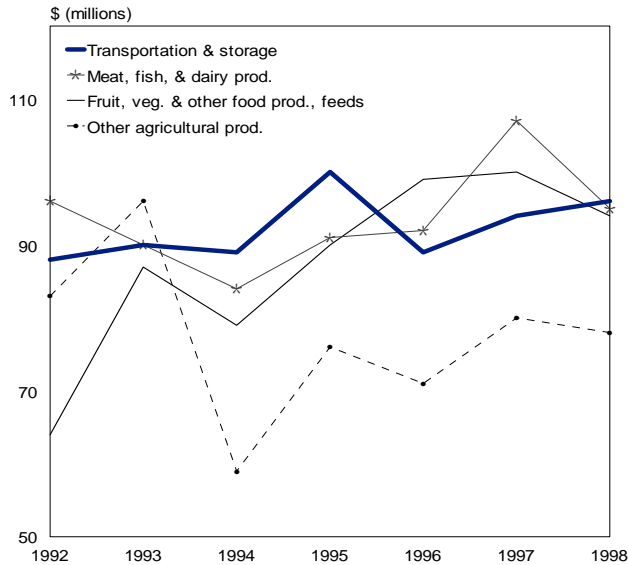 $ (millions)
Transportation & storage
Meat, fish, & dairy prod.
Fruit, veg. & other food prod., feeds
Other agricultural prod.
110
90
70
50
1992 1993 1994 1995 1996 1997 1998